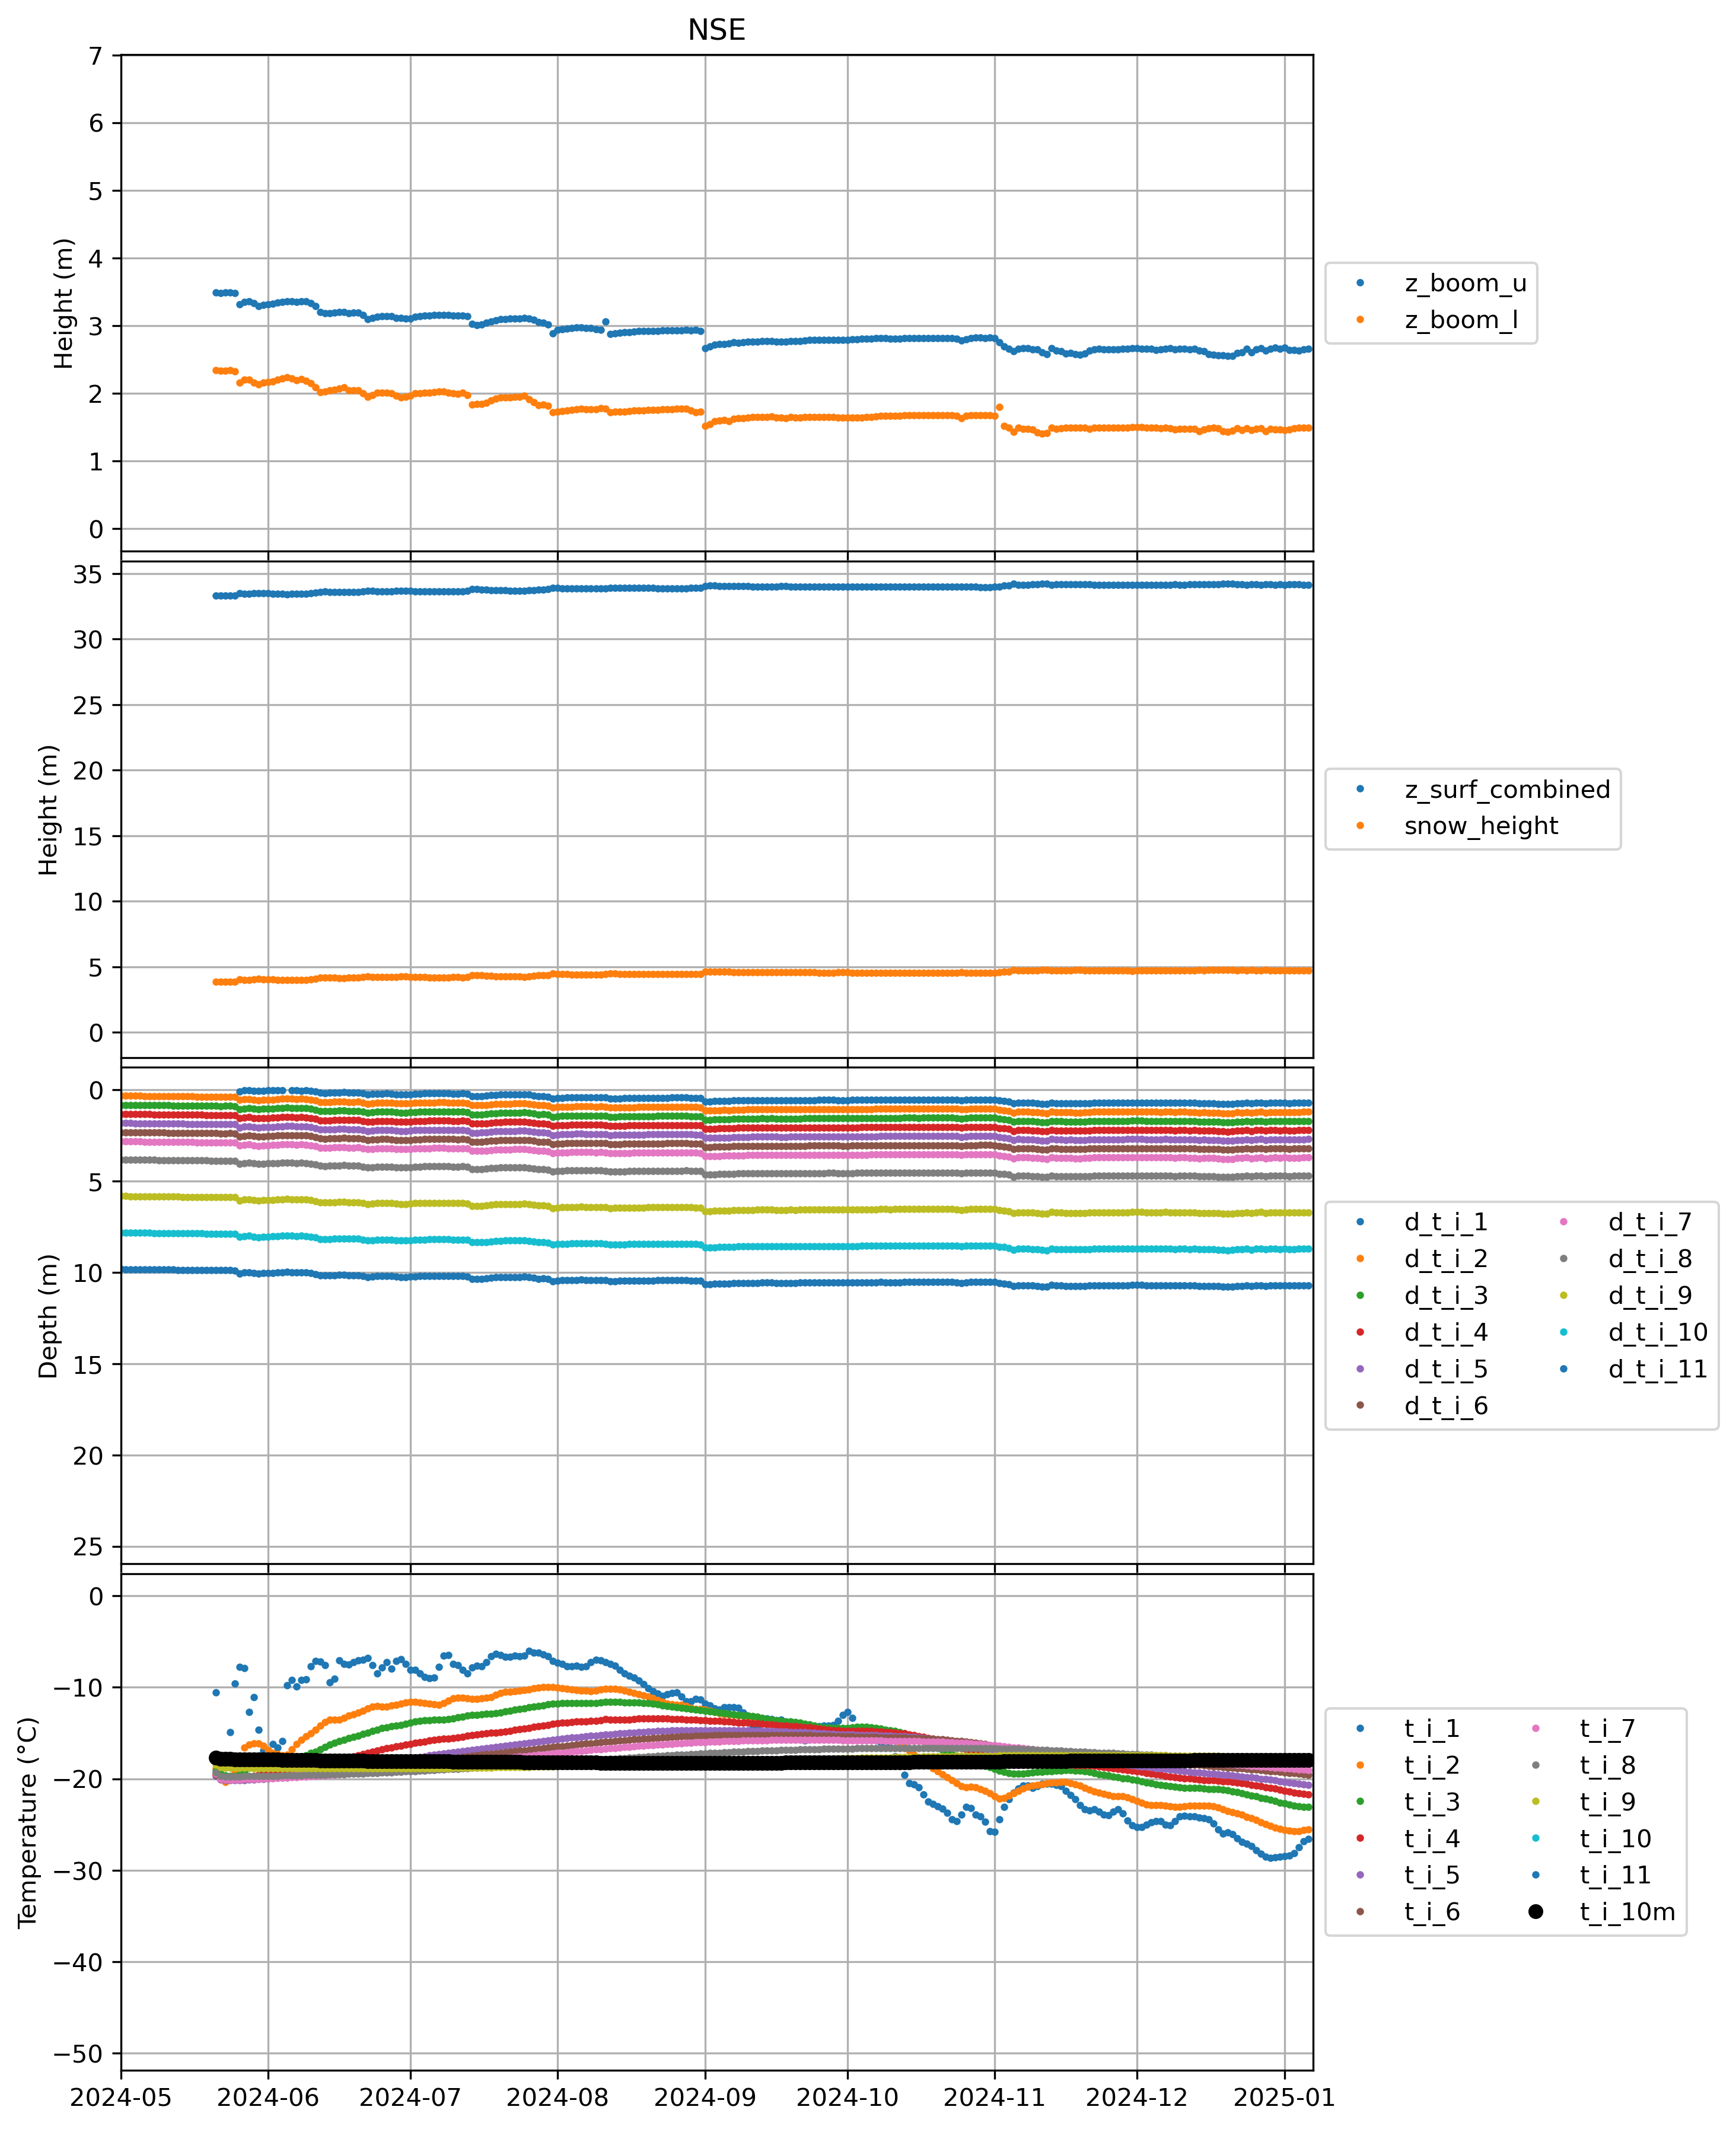 NSE
7
6
5
4
3
2
1
0
Height (m)
z_boom_u
z_boom_l
35
30
25
20
15
10
5
0
Height (m)
z_surf_combined
snow_height
0
5
10
15
20
25
Depth (m)
d_t_i_1
d_t_i_2
d_t_i_3
d_t_i_4
d_t_i_5
d_t_i_6
d_t_i_7
d_t_i_8
d_t_i_9
d_t_i_10
d_t_i_11
0
−10
−20
−30
−40
−50
Temperature (°C)
t_i_1
t_i_2
t_i_3
t_i_4
t_i_5
t_i_6
t_i_7
t_i_8
t_i_9
t_i_10
t_i_11
t_i_10m
2024-05 2024-06 2024-07 2024-08 2024-09 2024-10 2024-11 2024-12 2025-01